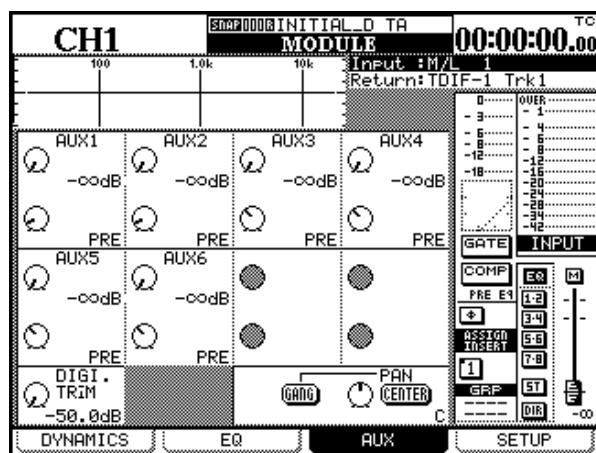 CH1
SNAP000R INITIAL_D TA
MODULE
TC
00:00:00.00
100 1.0k 10k
Input :M/L 1
Return:TDIF-1 Trk1
0
- 3
- 6
- 8
-12
-18
OVER
- 1
- 4
- 6
- 8
-12
-16
-20
-24
-28
-34
-42
AUX1 AUX2 AUX3 AUX4
-∞dB -∞dB -∞dB -∞dB
PRE PRE PRE PRE
GATE INPUT
AUX5 AUX6
-∞dB -∞dB
PRE PRE
COMP EQ M
PRE EQ
1-2
Φ 3-4
ASSIGN
INSERT
5-6
7-8
1
GRP
ST
DIR
-∞
DIGI.
TRIM
-50.0dB
PAN
GANG CENTER
C
DYNAMICS EQ AUX SETUP